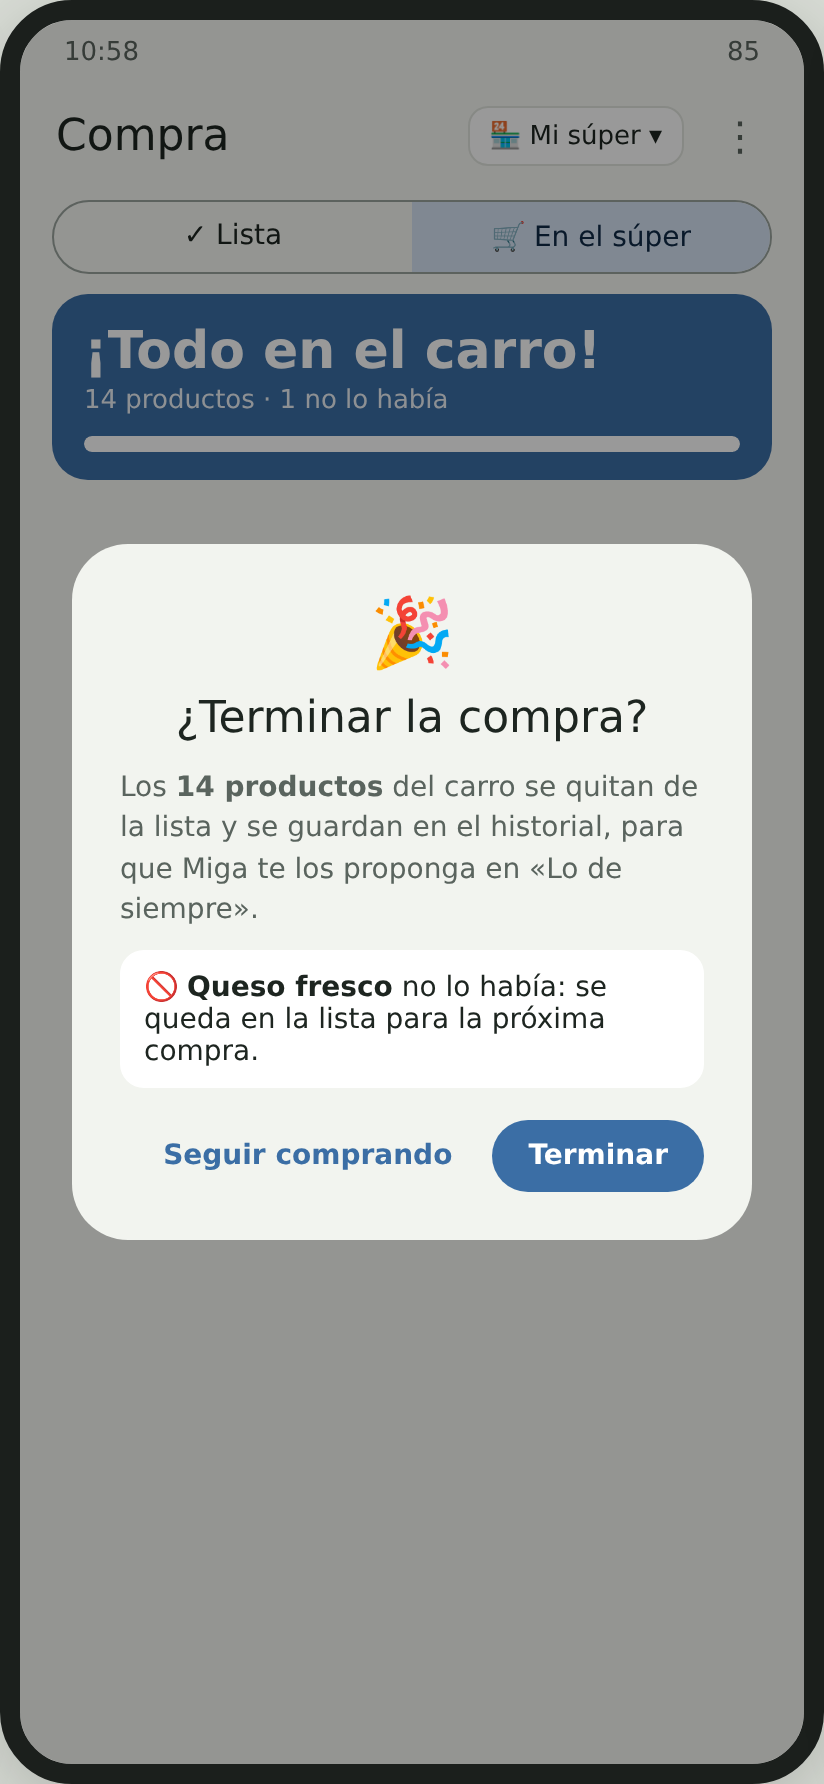 10:58 85
Compra 🏪 Mi súper ▾ ⋮
✓ Lista 🛒 En el súper
¡Todo en el carro!
14 productos · 1 no lo había
¿Terminar la compra?
Los 14 productos del carro se quitan de
la lista y se guardan en el historial, para
que Miga te los proponga en «Lo de
siempre».
🚫 Queso fresco no lo había: se
queda en la lista para la próxima
compra.
Seguir comprando Terminar